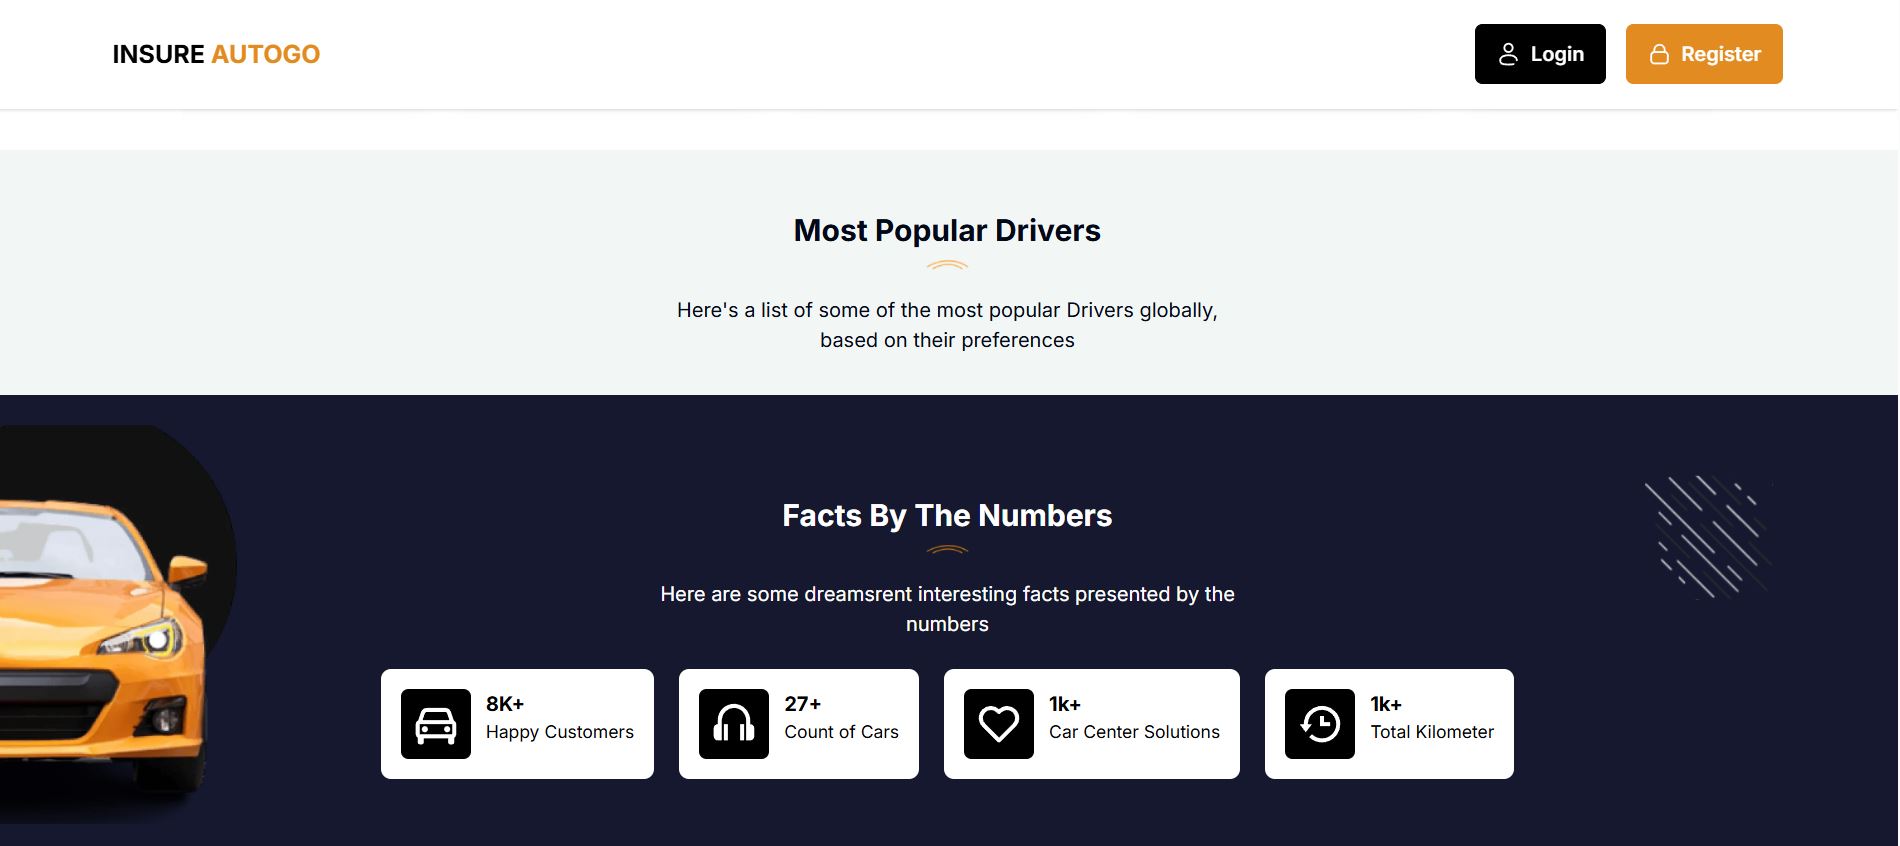 INSURE AUTOGO
Login
Register
Most Popular Drivers
Here's a list of some of the most popular Drivers globally,
based on their preferences
Facts By The Numbers
Here are some dreamsrent interesting facts presented by the
numbers
8K+
Happy Customers
27+
Count of Cars
1k+
Car Center Solutions
1k+
Total Kilometer